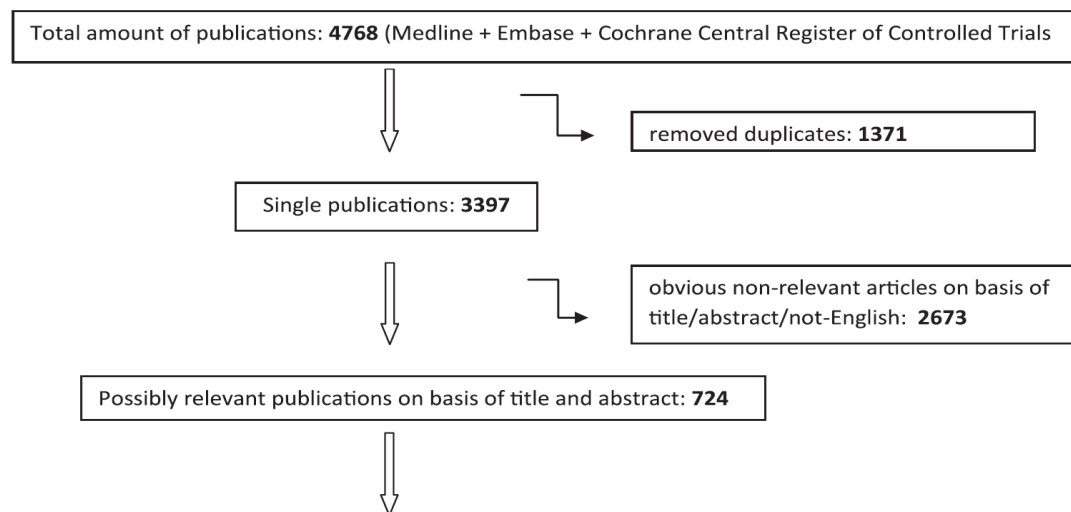 Total amount of publications: 4768 (Medline + Embase + Cochrane Central Register of Controlled Trials
removed duplicates: 1371
Single publications: 3397
obvious non-relevant articles on basis of
title/abstract/not-English:  2673
Possibly relevant publications on basis of title and abstract: 724